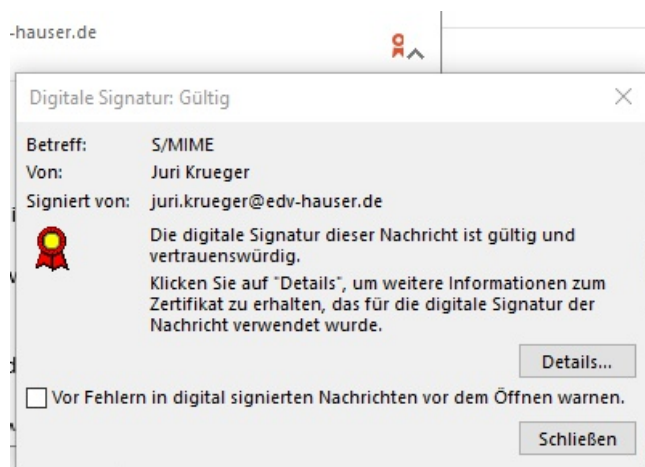 -hauser.de
Digitale Signatur: Gültig
Betreff: S/MIME
Von: Juri Krueger
Signiert von: juri.krueger@edv-hauser.de
Die digitale Signatur dieser Nachricht ist gültig und
vertrauenswürdig.
Klicken Sie auf "Details", um weitere Informationen zum
Zertifikat zu erhalten, das für die digitale Signatur der
Nachricht verwendet wurde.
Details...
Vor Fehlern in digital signierten Nachrichten vor dem Öffnen warnen.
Schließen